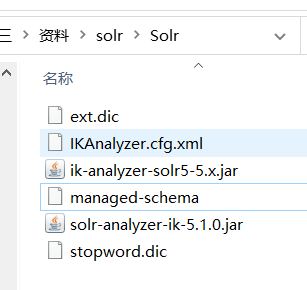 三 › 资料 › solr › Solr
名称
ext.dic
IKAnalyzer.cfg.xml
ik-analyzer-solr5-5.x.jar
managed-schema
solr-analyzer-ik-5.1.0.jar
stopword.dic